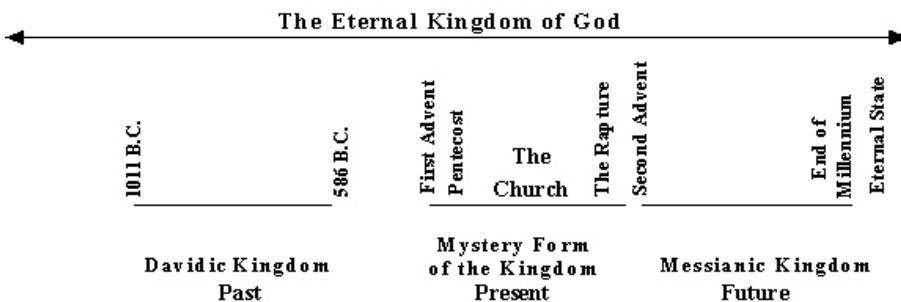 The Eternal Kingdom of God
1011 B.C.
586 B.C.
First Advent
Pentecost
The
Church
The Rapture
Second Advent
End of
Millennium
Eternal State
Davidic Kingdom
Past
Mystery Form
of the Kingdom
Present
Messianic Kingdom
Future